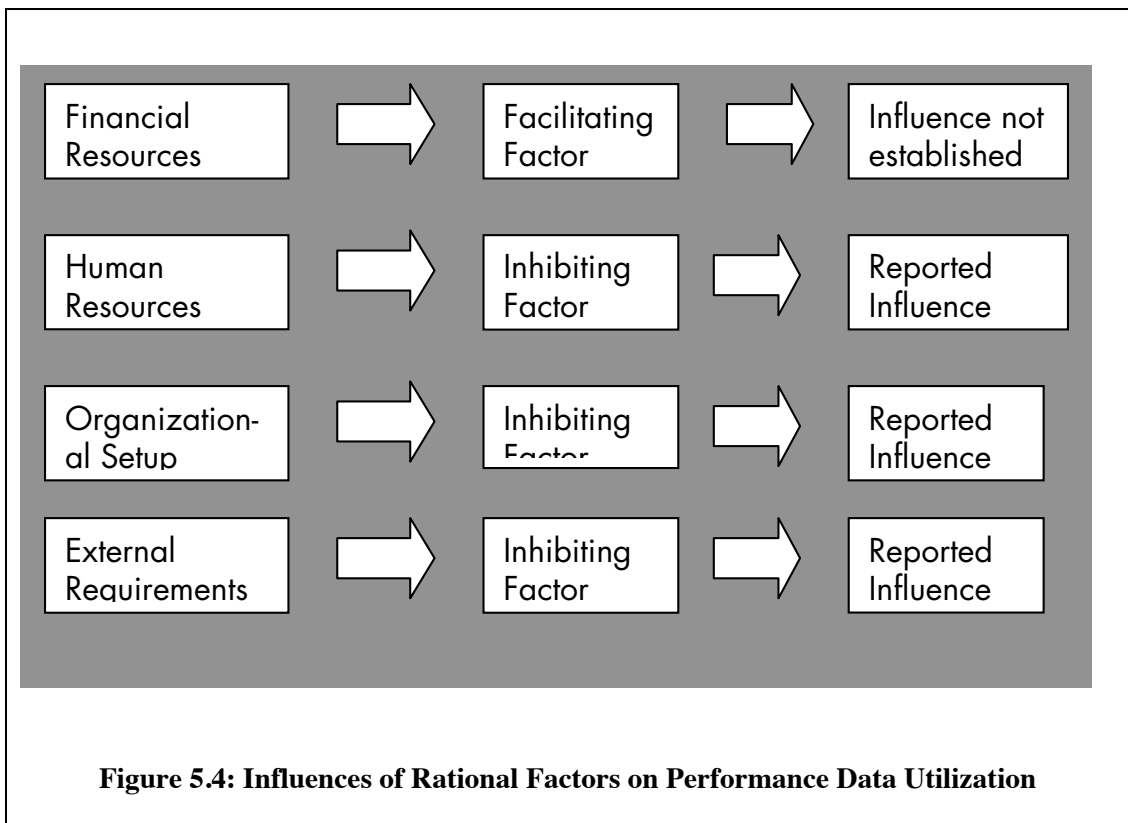 Financial
Resources
Facilitating
Factor
Influence not
established
Human
Resources
Inhibiting
Factor
Reported
Influence
Organization-
al Setup
Inhibiting
Factor
Reported
Influence
External
Requirements
Inhibiting
Factor
Reported
Influence
Figure 5.4: Influences of Rational Factors on Performance Data Utilization